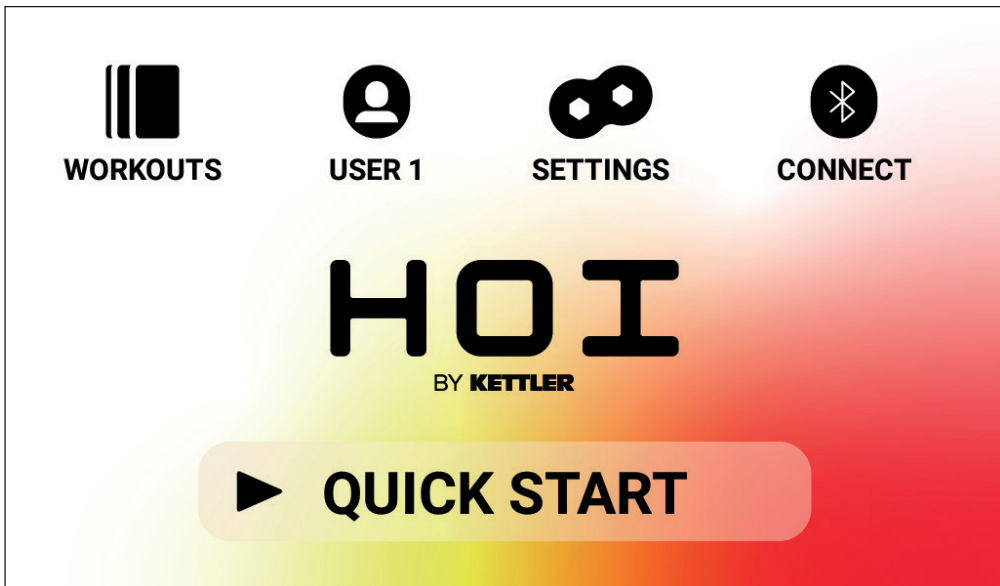 WORKOUTS
USER 1
SETTINGS
CONNECT
HOI
BY KETTLER
QUICK START